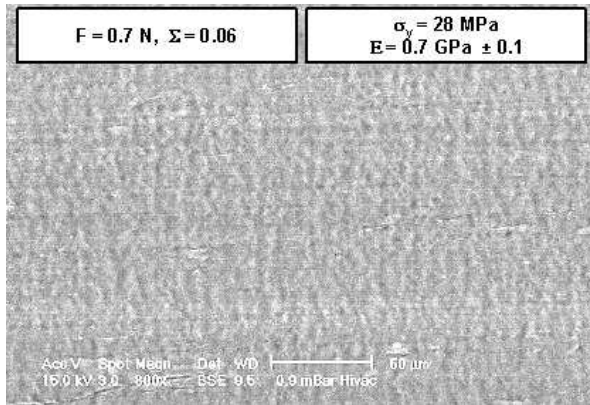 F = 0.7 N, Σ = 0.06
σy = 28 MPa
E = 0.7 GPa ± 0.1
Acc.V Spot Magn Det WD 50 µm
15.0 kV 3.0 800x BSE 9.5 0.9 mBar Hivac